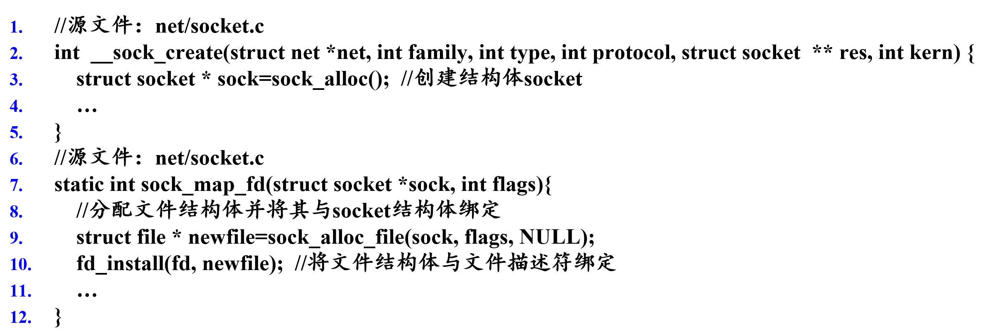 1. //源文件：net/socket.c
2. int __sock_create(struct net *net, int family, int type, int protocol, struct socket ** res, int kern) {
3. struct socket * sock=sock_alloc(); //创建结构体socket
4. …
5. }
6. //源文件：net/socket.c
7. static int sock_map_fd(struct socket *sock, int flags){
8. //分配文件结构体并将其与socket结构体绑定
9. struct file * newfile=sock_alloc_file(sock, flags, NULL);
10. fd_install(fd, newfile); //将文件结构体与文件描述符绑定
11. …
12. }